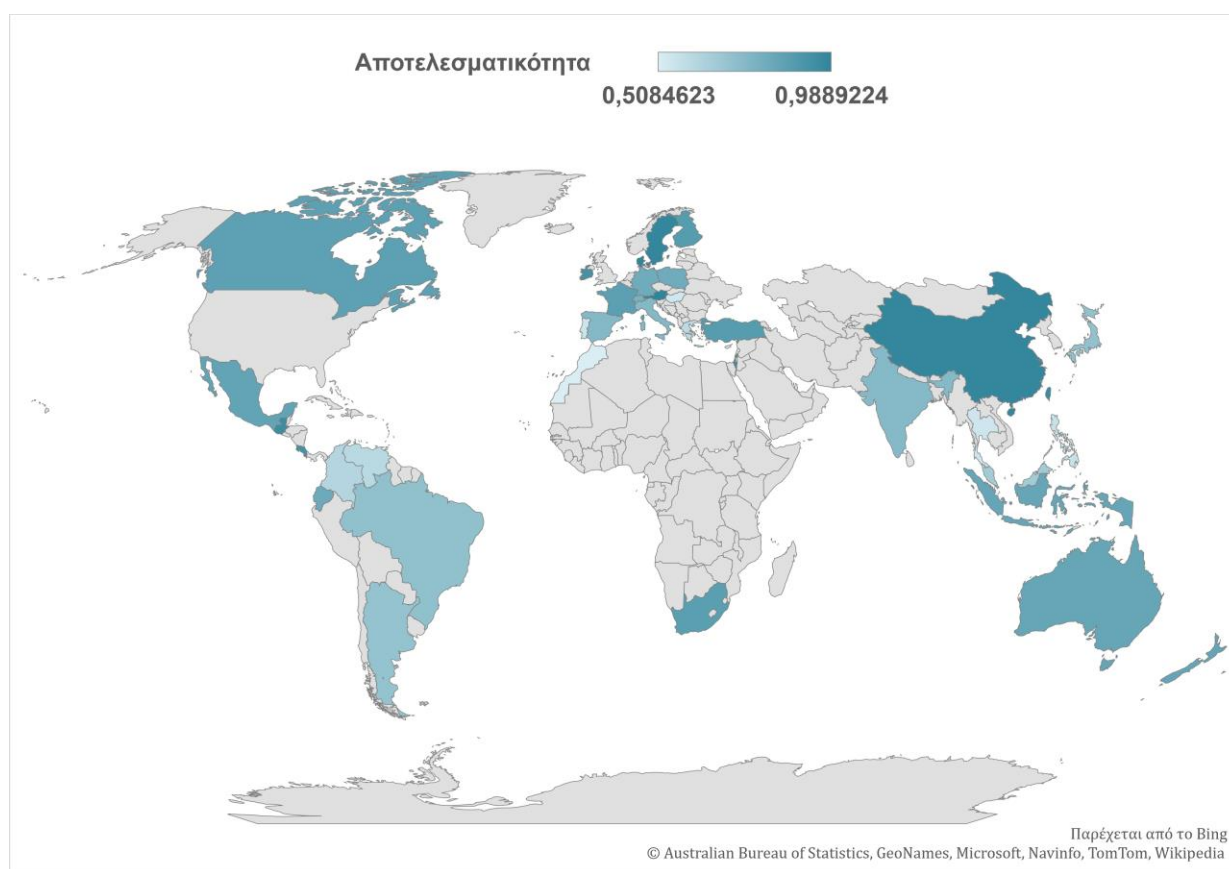 Αποτελεσματικότητα
0,5084623 0,9889224
Παρέχεται από το Bing
© Australian Bureau of Statistics, GeoNames, Microsoft, Navinfo, TomTom, Wikipedia